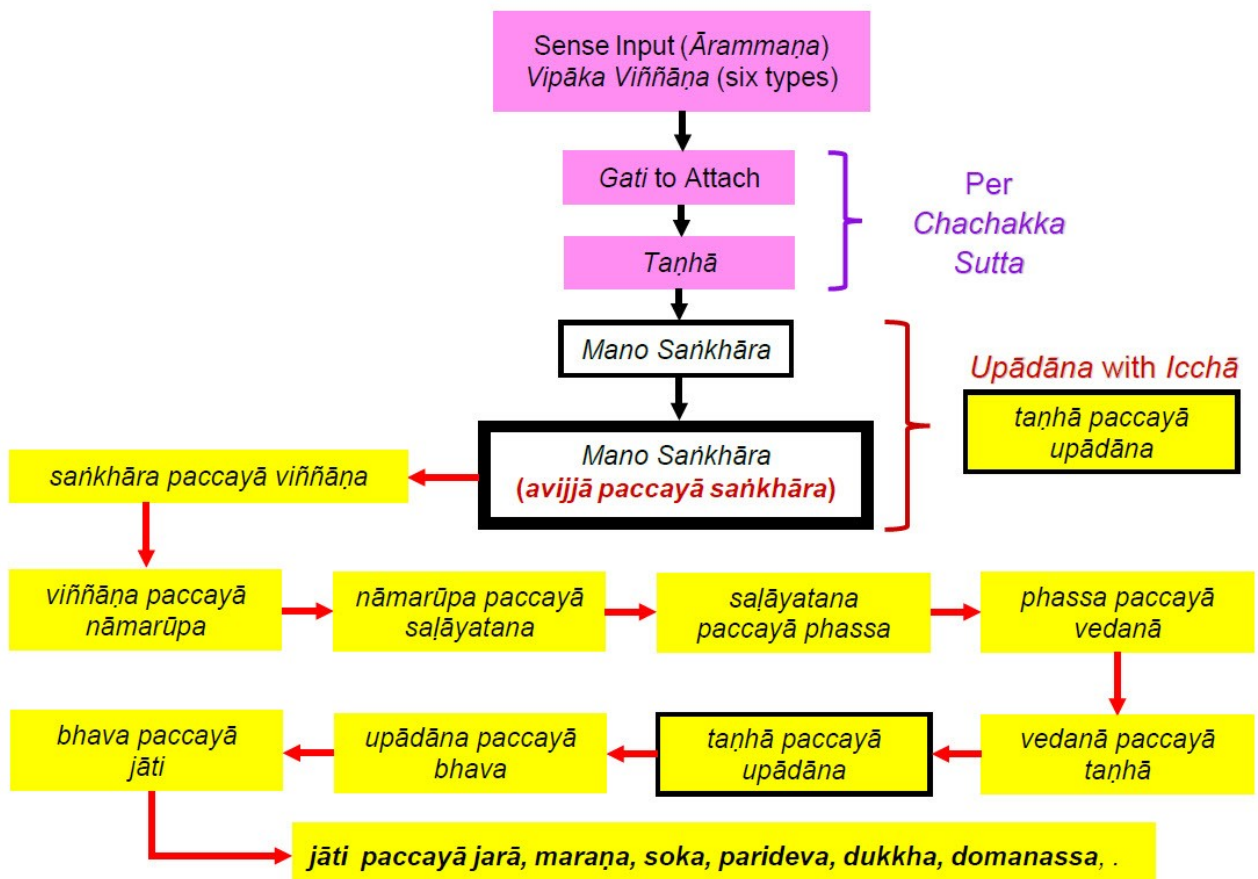 Sense Input (Ārammaṇa)
Vipāka Viññāṇa (six types)
Gati to Attach
Taṇhā
Per
Chachakka
Sutta
Mano Saṅkhāra
Upādāna with Icchā
taṇhā paccayā
upādāna
Mano Saṅkhāra
(avijjā paccayā saṅkhāra)
saṅkhāra paccayā viññāṇa
viññāṇa paccayā
nāmarūpa
nāmarūpa paccayā
saḷāyatana
saḷāyatana
paccayā phassa
phassa paccayā
vedanā
vedanā paccayā
taṇhā
taṇhā paccayā
upādāna
upādāna paccayā
bhava
bhava paccayā
jāti
jāti paccayā jarā, maraṇa, soka, parideva, dukkha, domanassa, .